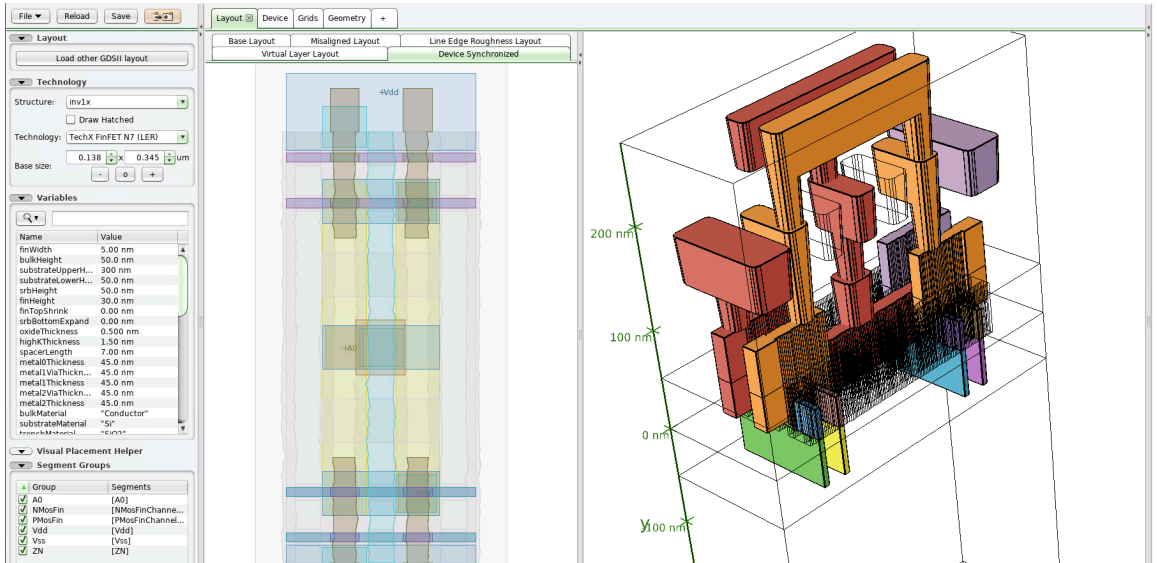 File Reload Save
Layout
Load other GDSII layout
Technology
Structure: inv1x
Draw Hatched
Technology: TechX FinFET N7 (LER)
Base size: 0.138 x 0.345 um
- o +
Variables
Name Value
finWidth 5.00 nm
bulkHeight 50.0 nm
substrateUpperH... 300 nm
substrateLowerH... 50.0 nm
srbHeight 50.0 nm
finHeight 30.0 nm
finTopShrink 0.00 nm
srbBottomExpand 0.00 nm
oxideThickness 0.500 nm
highKThickness 1.50 nm
spacerLength 7.00 nm
metal0Thickness 45.0 nm
metal1ViaThickn... 45.0 nm
metal1Thickness 45.0 nm
metal2ViaThickn... 45.0 nm
metal2Thickness 45.0 nm
bulkMaterial "Conductor"
substrateMaterial "Si"
trenchMaterial "SiO2"
Visual Placement Helper
Segment Groups
Group Segments
A0 [A0]
NMosFin [NMosFinChanne...
PMosFin [PMosFinChannel...
Vdd [Vdd]
Vss [Vss]
ZN [ZN]
Layout Device Grids Geometry +
Base Layout Misaligned Layout Line Edge Roughness Layout
Virtual Layer Layout Device Synchronized
+Vdd
+A0
200 nm
100 nm
0 nm
y
-100 nm